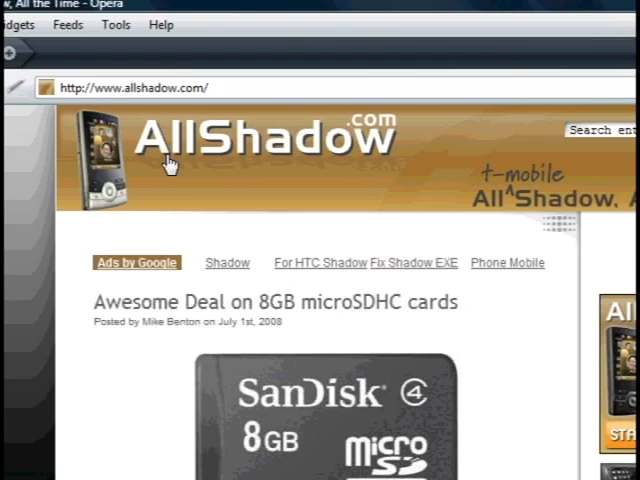 w, All the Time - Opera
idgets Feeds Tools Help
http://www.allshadow.com/
AllShadow.com
Search ent
t-mobile
All^Shadow, A
Ads by Google Shadow For HTC Shadow Fix Shadow EXE Phone Mobile
Awesome Deal on 8GB microSDHC cards
Posted by Mike Benton on July 1st, 2008
Al
SanDisk 4
8GB micro
SD
STA